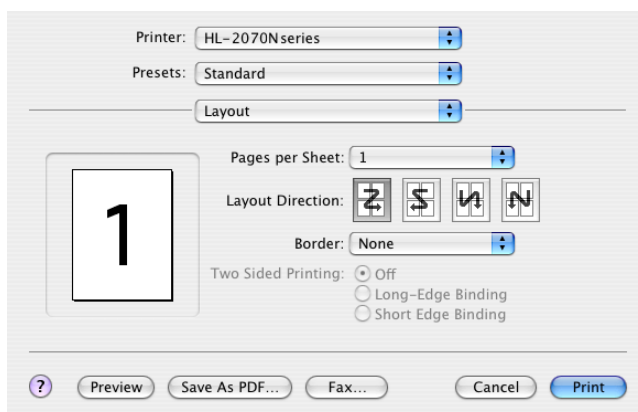 Printer: HL-2070N series
Presets: Standard
Layout
Pages per Sheet: 1
1
Layout Direction:
Border: None
Two Sided Printing: Off
Long-Edge Binding
Short Edge Binding
? Preview Save As PDF... Fax... Cancel Print